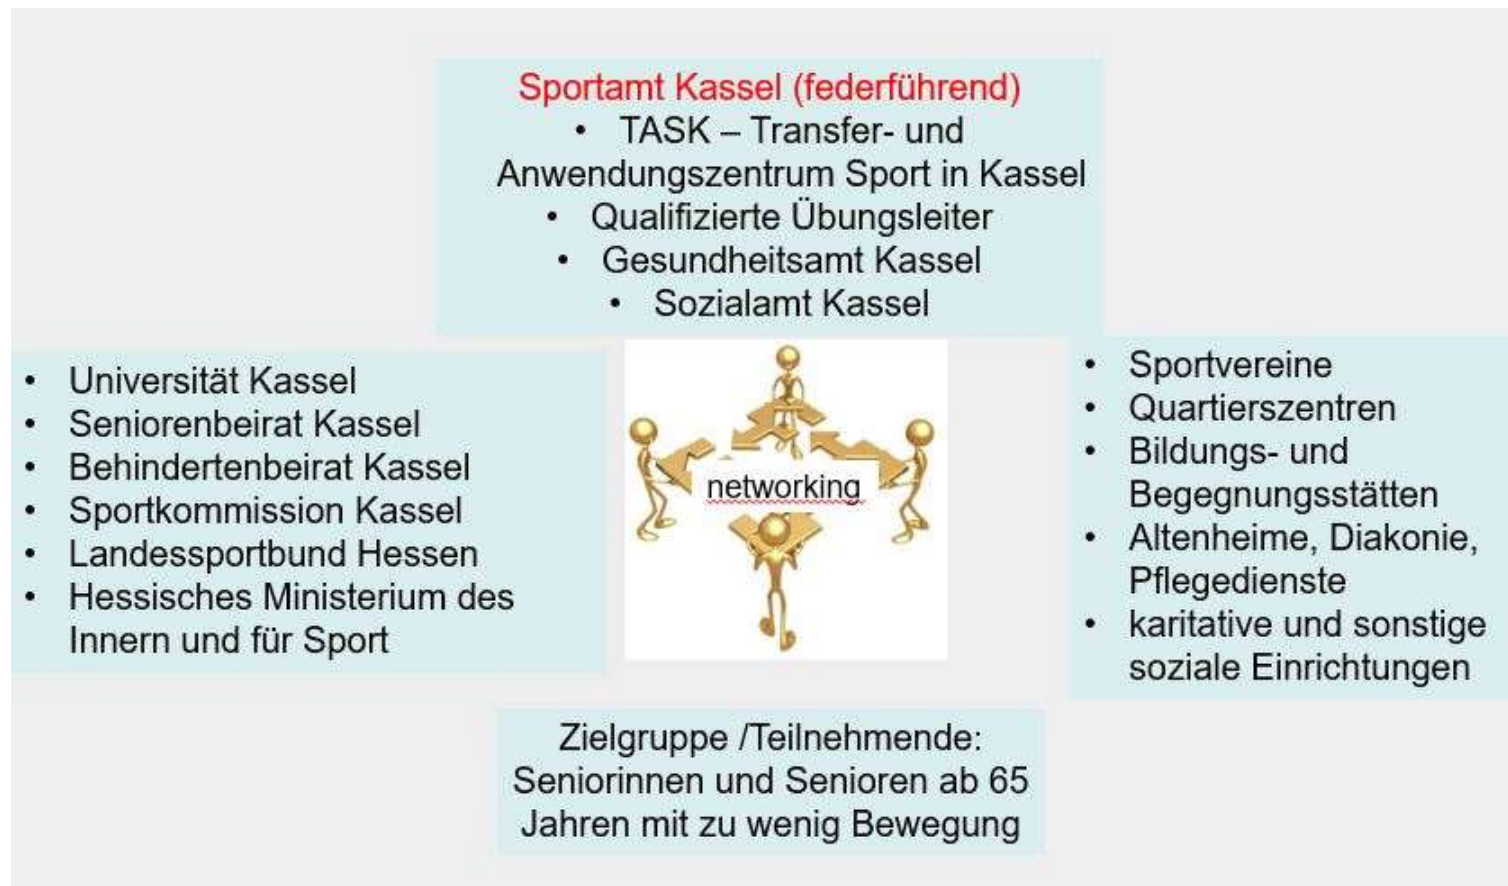 Sportamt Kassel (federführend)
• TASK – Transfer- und
Anwendungszentrum Sport in Kassel
• Qualifizierte Übungsleiter
• Gesundheitsamt Kassel
• Sozialamt Kassel
• Universität Kassel
• Seniorenbeirat Kassel
• Behindertenbeirat Kassel
• Sportkommission Kassel
• Landessportbund Hessen
• Hessisches Ministerium des
Innern und für Sport
networking
• Sportvereine
• Quartierszentren
• Bildungs- und
Begegnungsstätten
• Altenheime, Diakonie,
Pflegedienste
• karitative und sonstige
soziale Einrichtungen
Zielgruppe /Teilnehmende:
Seniorinnen und Senioren ab 65
Jahren mit zu wenig Bewegung